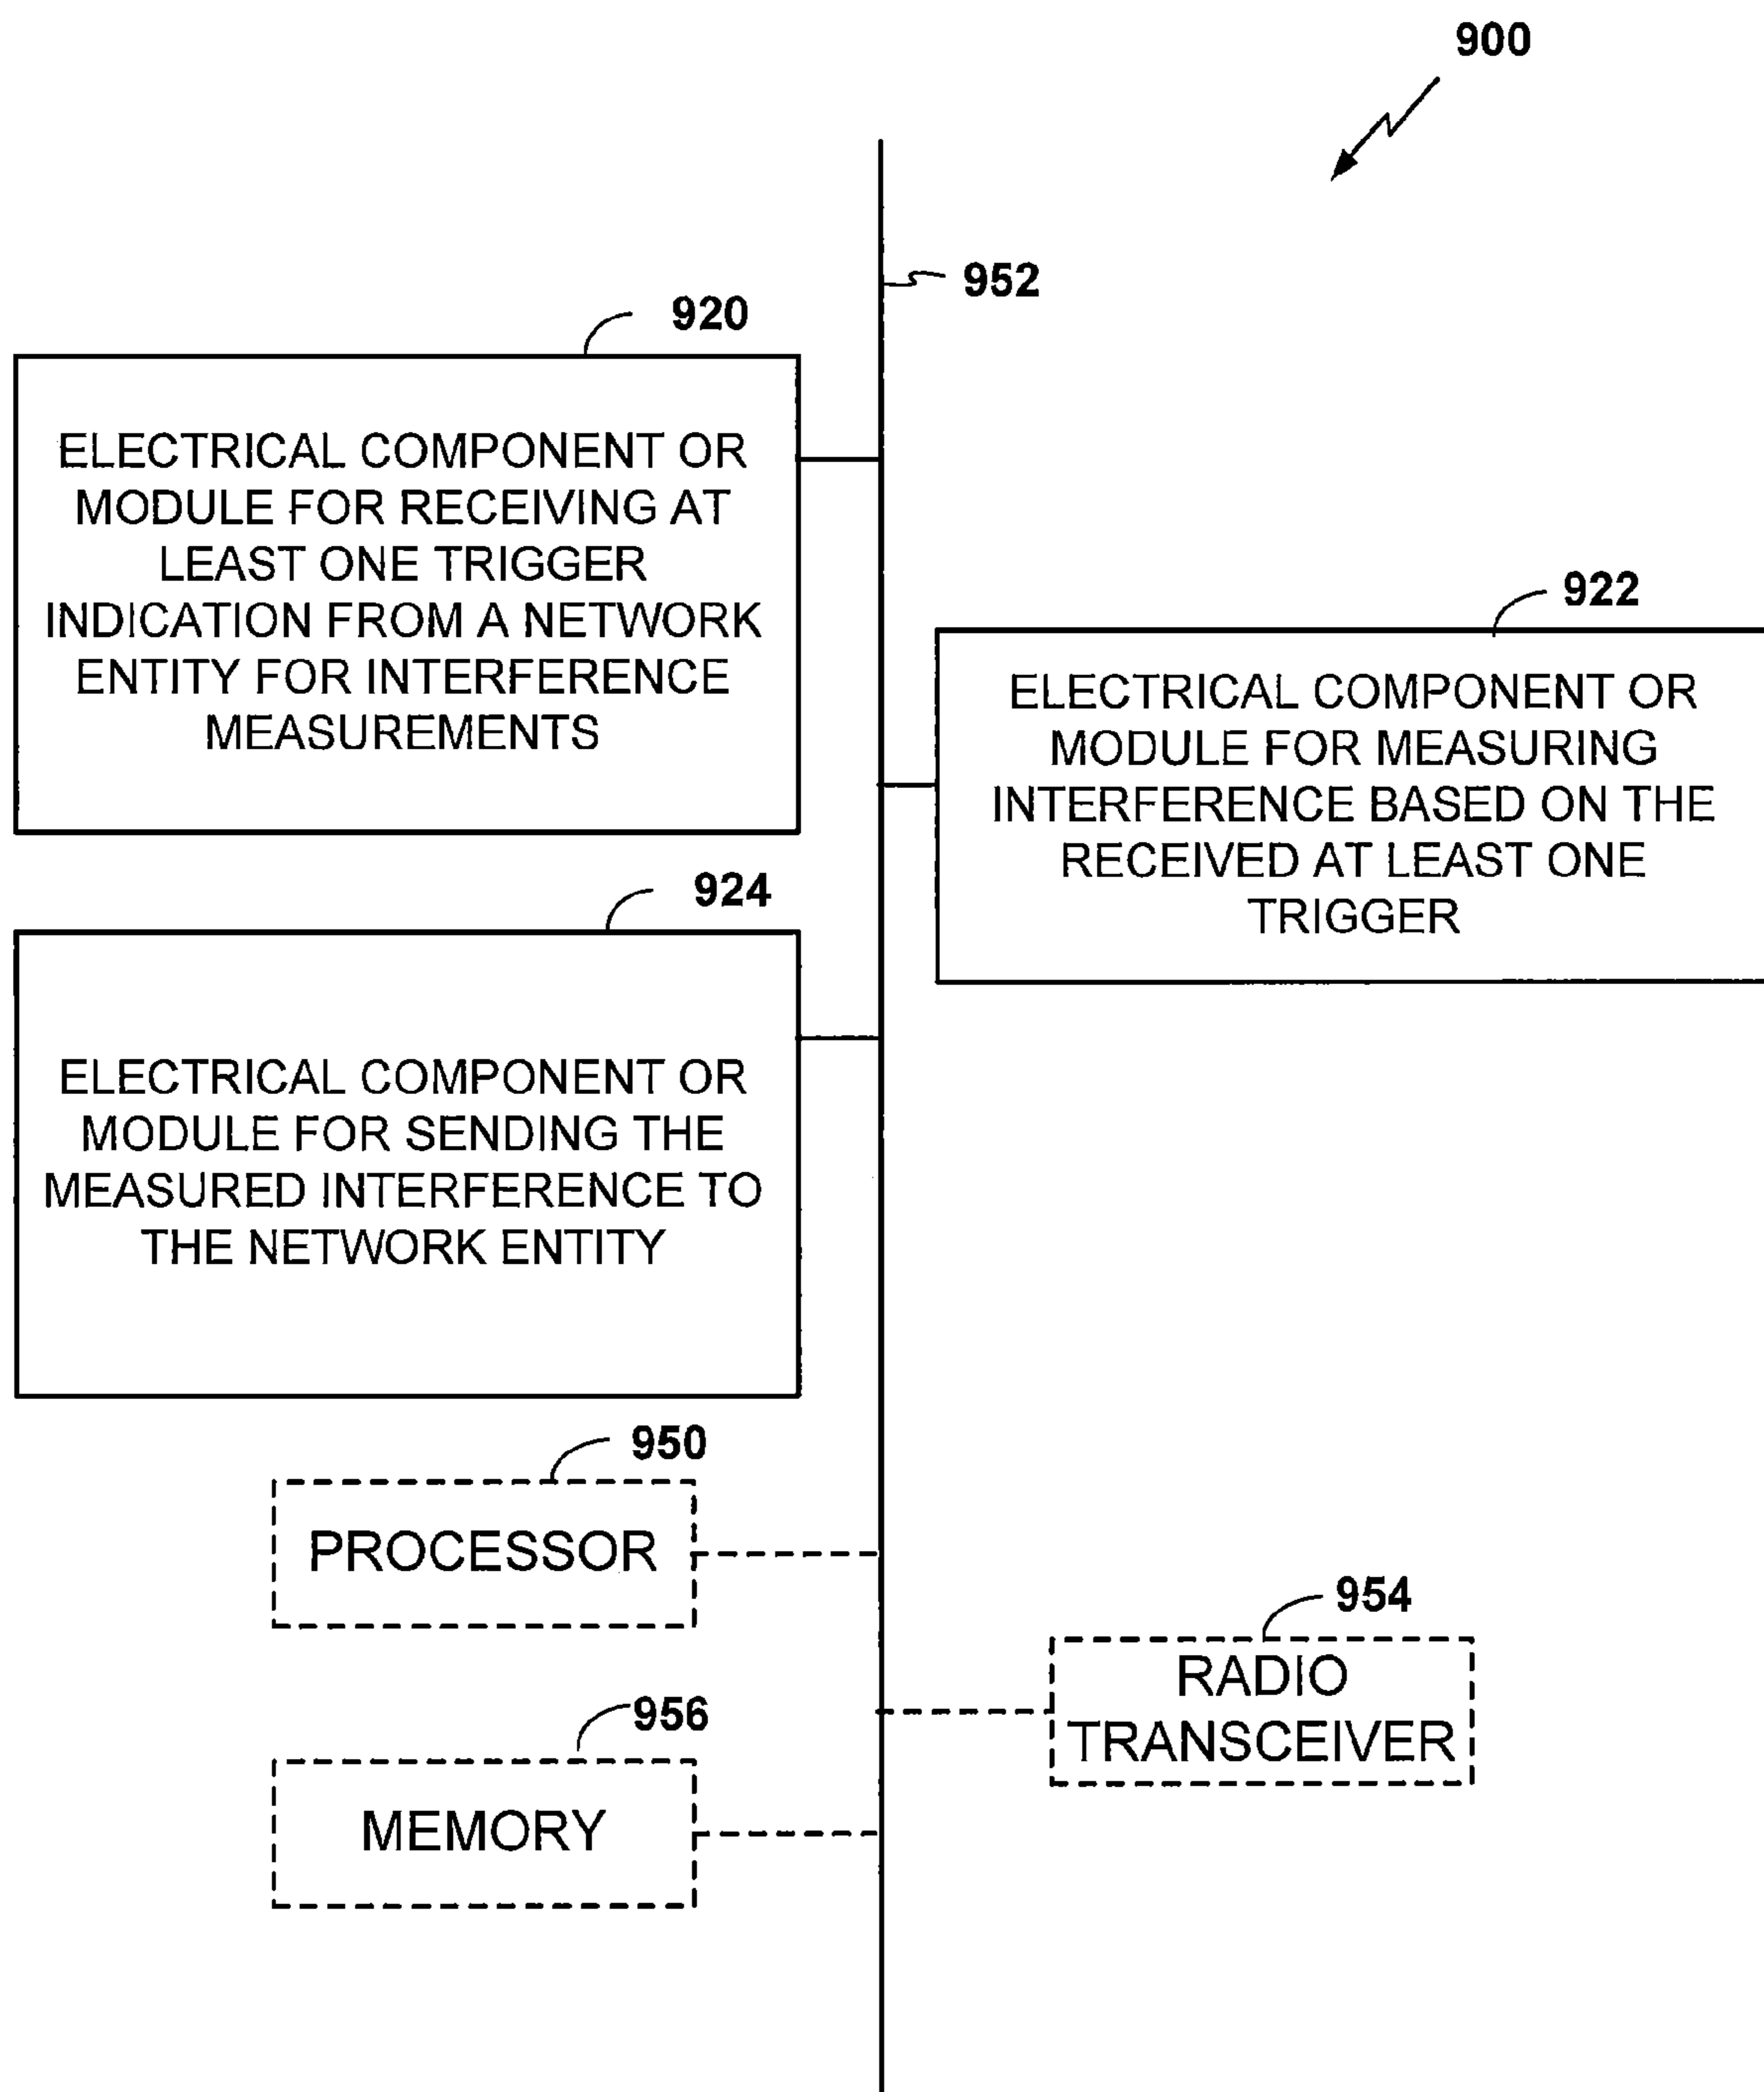 900
952
920
ELECTRICAL COMPONENT OR
MODULE FOR RECEIVING AT
LEAST ONE TRIGGER
INDICATION FROM A NETWORK
ENTITY FOR INTERFERENCE
MEASUREMENTS
922
ELECTRICAL COMPONENT OR
MODULE FOR MEASURING
INTERFERENCE BASED ON THE
RECEIVED AT LEAST ONE
TRIGGER
924
ELECTRICAL COMPONENT OR
MODULE FOR SENDING THE
MEASURED INTERFERENCE TO
THE NETWORK ENTITY
950
PROCESSOR
954
RADIO
TRANSCEIVER
956
MEMORY